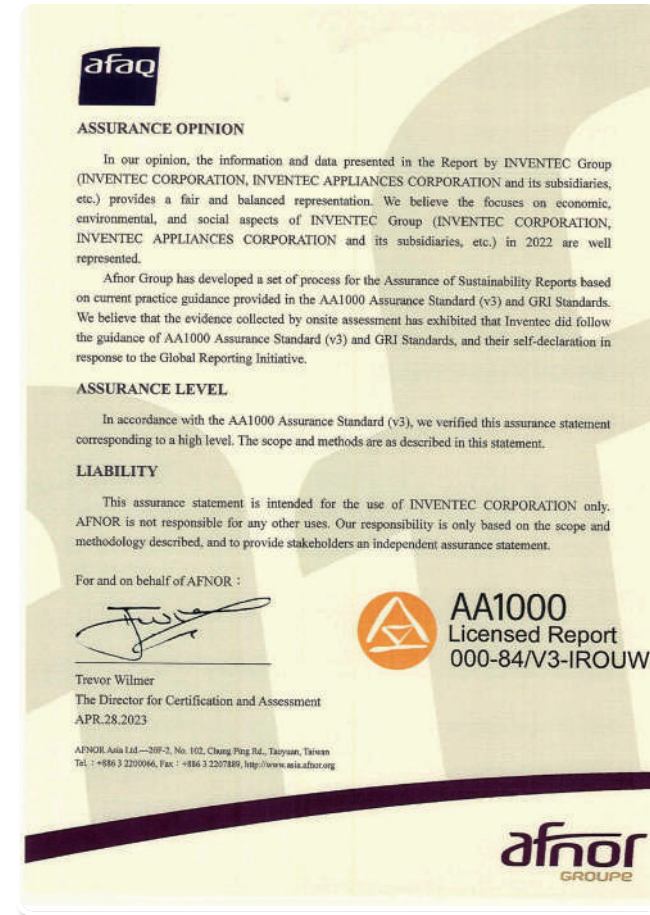 afaq
ASSURANCE OPINION
In our opinion, the information and data presented in the Report by INVENTEC Group
(INVENTEC CORPORATION, INVENTEC APPLIANCES CORPORATION and its subsidiaries,
etc.) provides a fair and balanced representation. We believe the focuses on economic,
environmental, and social aspects of INVENTEC Group (INVENTEC CORPORATION,
INVENTEC APPLIANCES CORPORATION and its subsidiaries, etc.) in 2022 are well
represented.
Afnor Group has developed a set of process for the Assurance of Sustainability Reports based
on current practice guidance provided in the AA1000 Assurance Standard (v3) and GRI Standards.
We believe that the evidence collected by onsite assessment has exhibited that Inventec did follow
the guidance of AA1000 Assurance Standard (v3) and GRI Standards, and their self-declaration in
response to the Global Reporting Initiative.
ASSURANCE LEVEL
In accordance with the AA1000 Assurance Standard (v3), we verified this assurance statement
corresponding to a high level. The scope and methods are as described in this statement.
LIABILITY
This assurance statement is intended for the use of INVENTEC CORPORATION only.
AFNOR is not responsible for any other uses. Our responsibility is only based on the scope and
methodology described, and to provide stakeholders an independent assurance statement.
For and on behalf of AFNOR：
AA1000
Licensed Report
000-84/V3-IROUW
Trevor Wilmer
The Director for Certification and Assessment
APR.28.2023
AFNOR Asia Ltd.—20F-2, No. 102, Chung Ping Rd., Taoyuan, Taiwan
Tel.：+886 3 2200066, Fax：+886 3 2207889, http://www.asia.afnor.org
afnor
GROUPE